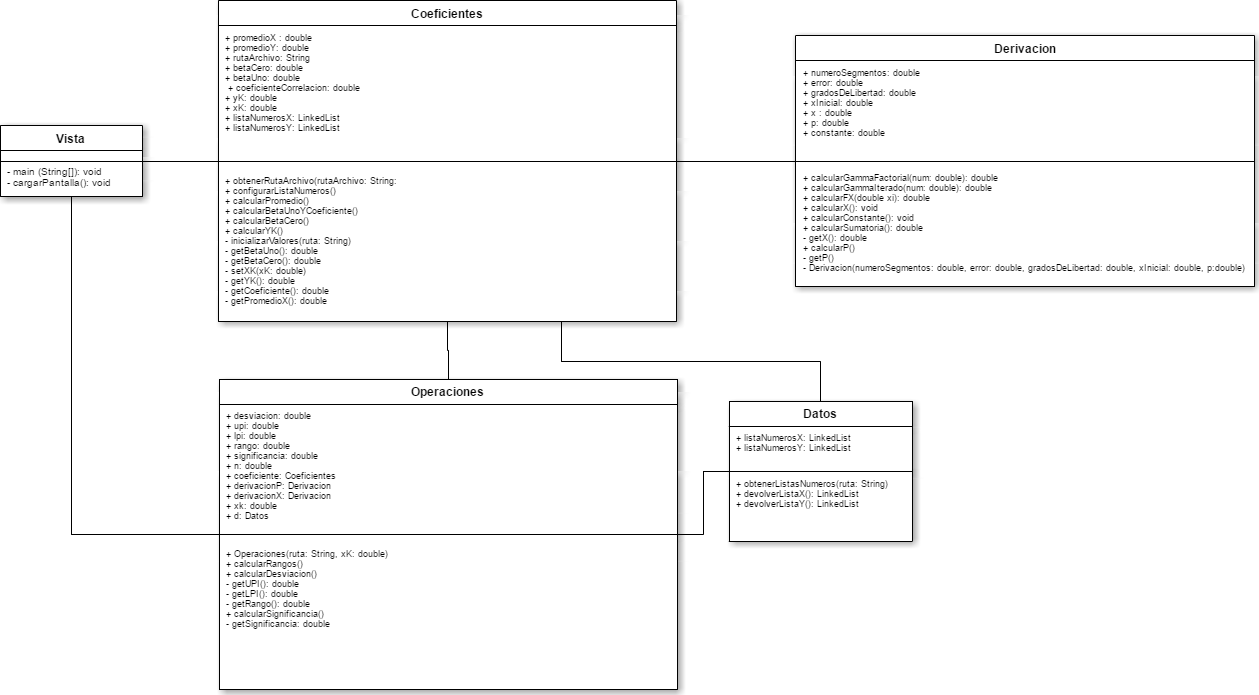 Coeficientes
+ promedioX : double
+ promedioY: double
+ rutaArchivo: String
+ betaCero: double
+ betaUno: double
+ coeficienteCorrelacion: double
+ yK: double
+ xK: double
+ listaNumerosX: LinkedList
+ listaNumerosY: LinkedList
+ obtenerRutaArchivo(rutaArchivo: String:
+ configurarListaNumeros()
+ calcularPromedio()
+ calcularBetaUnoYCoeficiente()
+ calcularBetaCero()
+ calcularYK()
- inicializarValores(ruta: String)
- getBetaUno(): double
- getBetaCero(): double
- setXK(xK: double)
- getYK(): double
- getCoeficiente(): double
- getPromedioX(): double
Derivacion
+ numeroSegmentos: double
+ error: double
+ gradosDeLibertad: double
+ xInicial: double
+ x : double
+ p: double
+ constante: double
+ calcularGammaFactorial(num: double): double
+ calcularGammaIterado(num: double): double
+ calcularFX(double xi): double
+ calcularX(): void
+ calcularConstante(): void
+ calcularSumatoria(): double
- getX(): double
+ calcularP()
- getP()
- Derivacion(numeroSegmentos: double, error: double, gradosDeLibertad: double, xInicial: double, p:double)
Vista
- main (String[]): void
- cargarPantalla(): void
Operaciones
+ desviacion: double
+ upi: double
+ lpi: double
+ rango: double
+ significancia: double
+ n: double
+ coeficiente: Coeficientes
+ derivacionP: Derivacion
+ derivacionX: Derivacion
+ xk: double
+ d: Datos
+ Operaciones(ruta: String, xK: double)
+ calcularRangos()
+ calcularDesviacion()
- getUPI(): double
- getLPI(): double
- getRango(): double
+ calcularSignificancia()
- getSignificancia: double
Datos
+ listaNumerosX: LinkedList
+ listaNumerosY: LinkedList
+ obtenerListasNumeros(ruta: String)
+ devolverListaX(): LinkedList
+ devolverListaY(): LinkedList